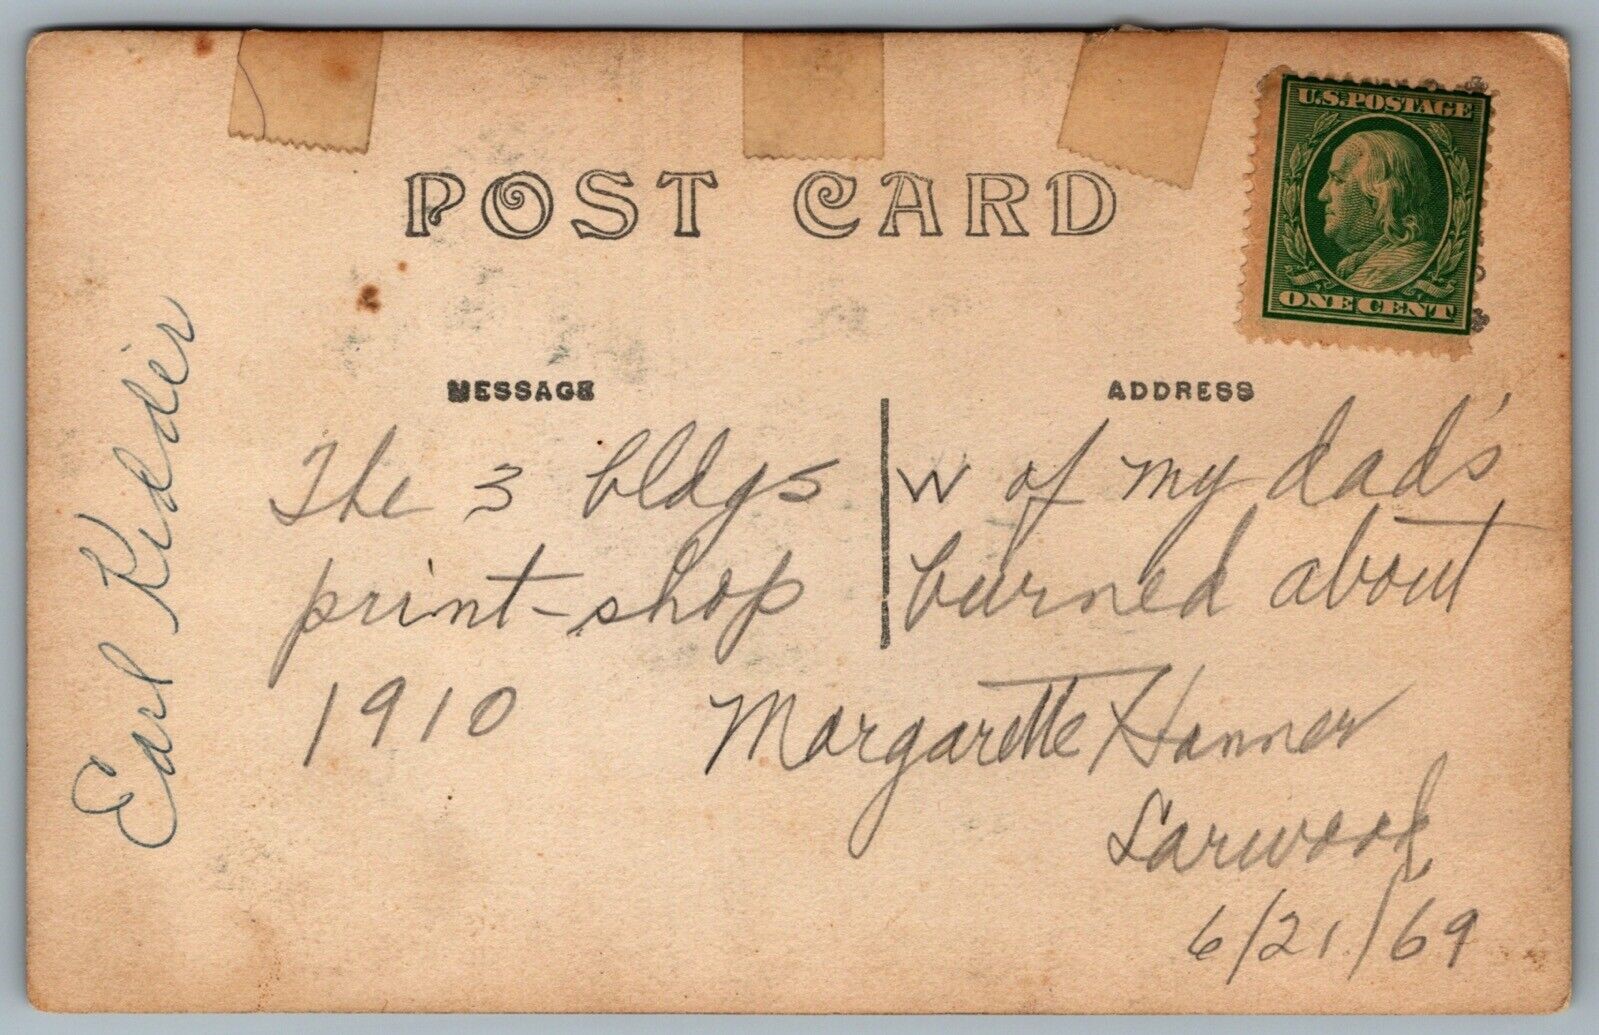 U.S. POSTAGE
ONE CENT
POST CARD
MESSAGE
ADDRESS
The 3 bldgs w of my dad's
print-shop burned about
1910 Margarette Hanner
Larwood
6/21/69
Earl Kidder